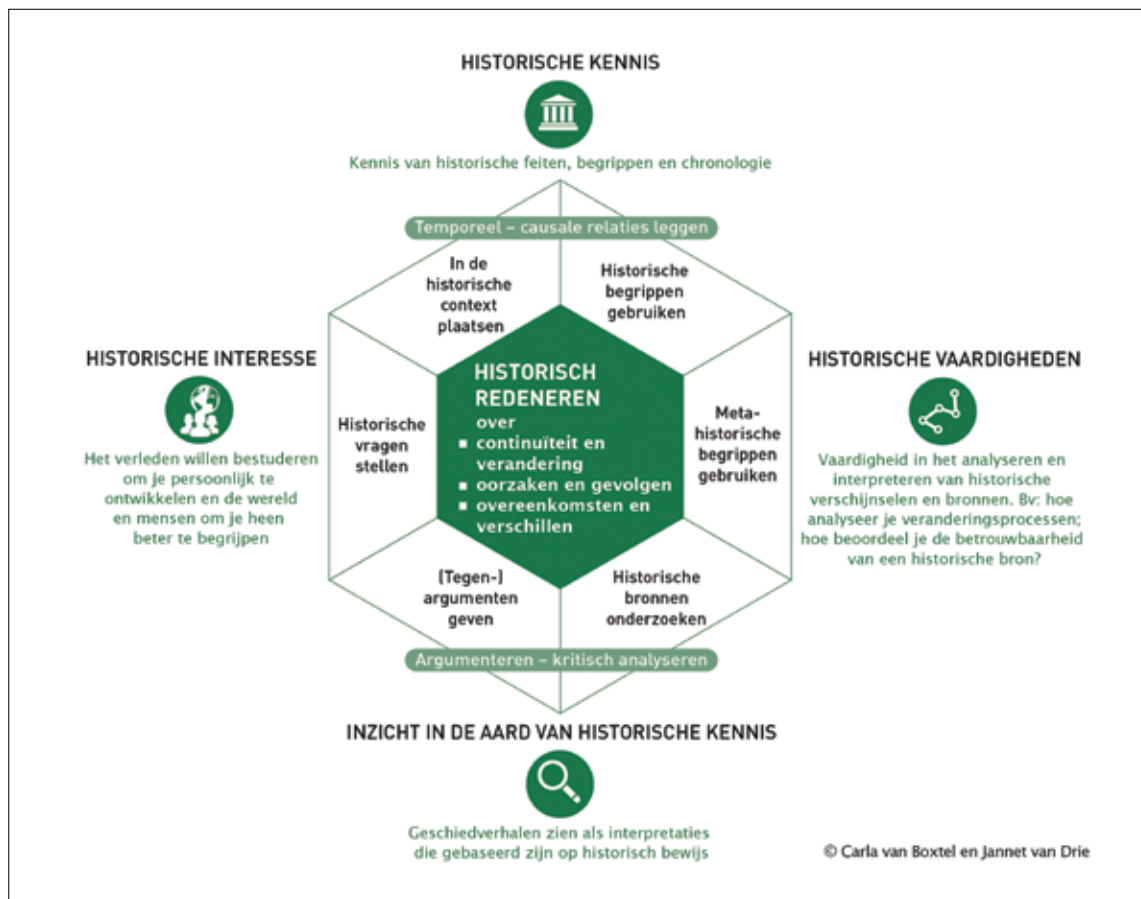 HISTORISCHE KENNIS
Kennis van historische feiten, begrippen en chronologie
Temporeel – causale relaties leggen
In de
historische
context
plaatsen
Historische
begrippen
gebruiken
HISTORISCHE INTERESSE
Het verleden willen bestuderen
om je persoonlijk te
ontwikkelen en de wereld
en mensen om je heen
beter te begrijpen
Historische
vragen
stellen
HISTORISCH
REDENEREN
over
▪ continuïteit en
verandering
▪ oorzaken en gevolgen
▪ overeenkomsten en
verschillen
Meta-
historische
begrippen
gebruiken
HISTORISCHE VAARDIGHEDEN
Vaardigheid in het analyseren en
interpreteren van historische
verschijnselen en bronnen. Bv: hoe
analyseer je veranderingsprocessen;
hoe beoordeel je de betrouwbaarheid
van een historische bron?
(Tegen-)
argumenten
geven
Historische
bronnen
onderzoeken
Argumenteren – kritisch analyseren
INZICHT IN DE AARD VAN HISTORISCHE KENNIS
Geschiedverhalen zien als interpretaties
die gebaseerd zijn op historisch bewijs
© Carla van Boxtel en Jannet van Drie